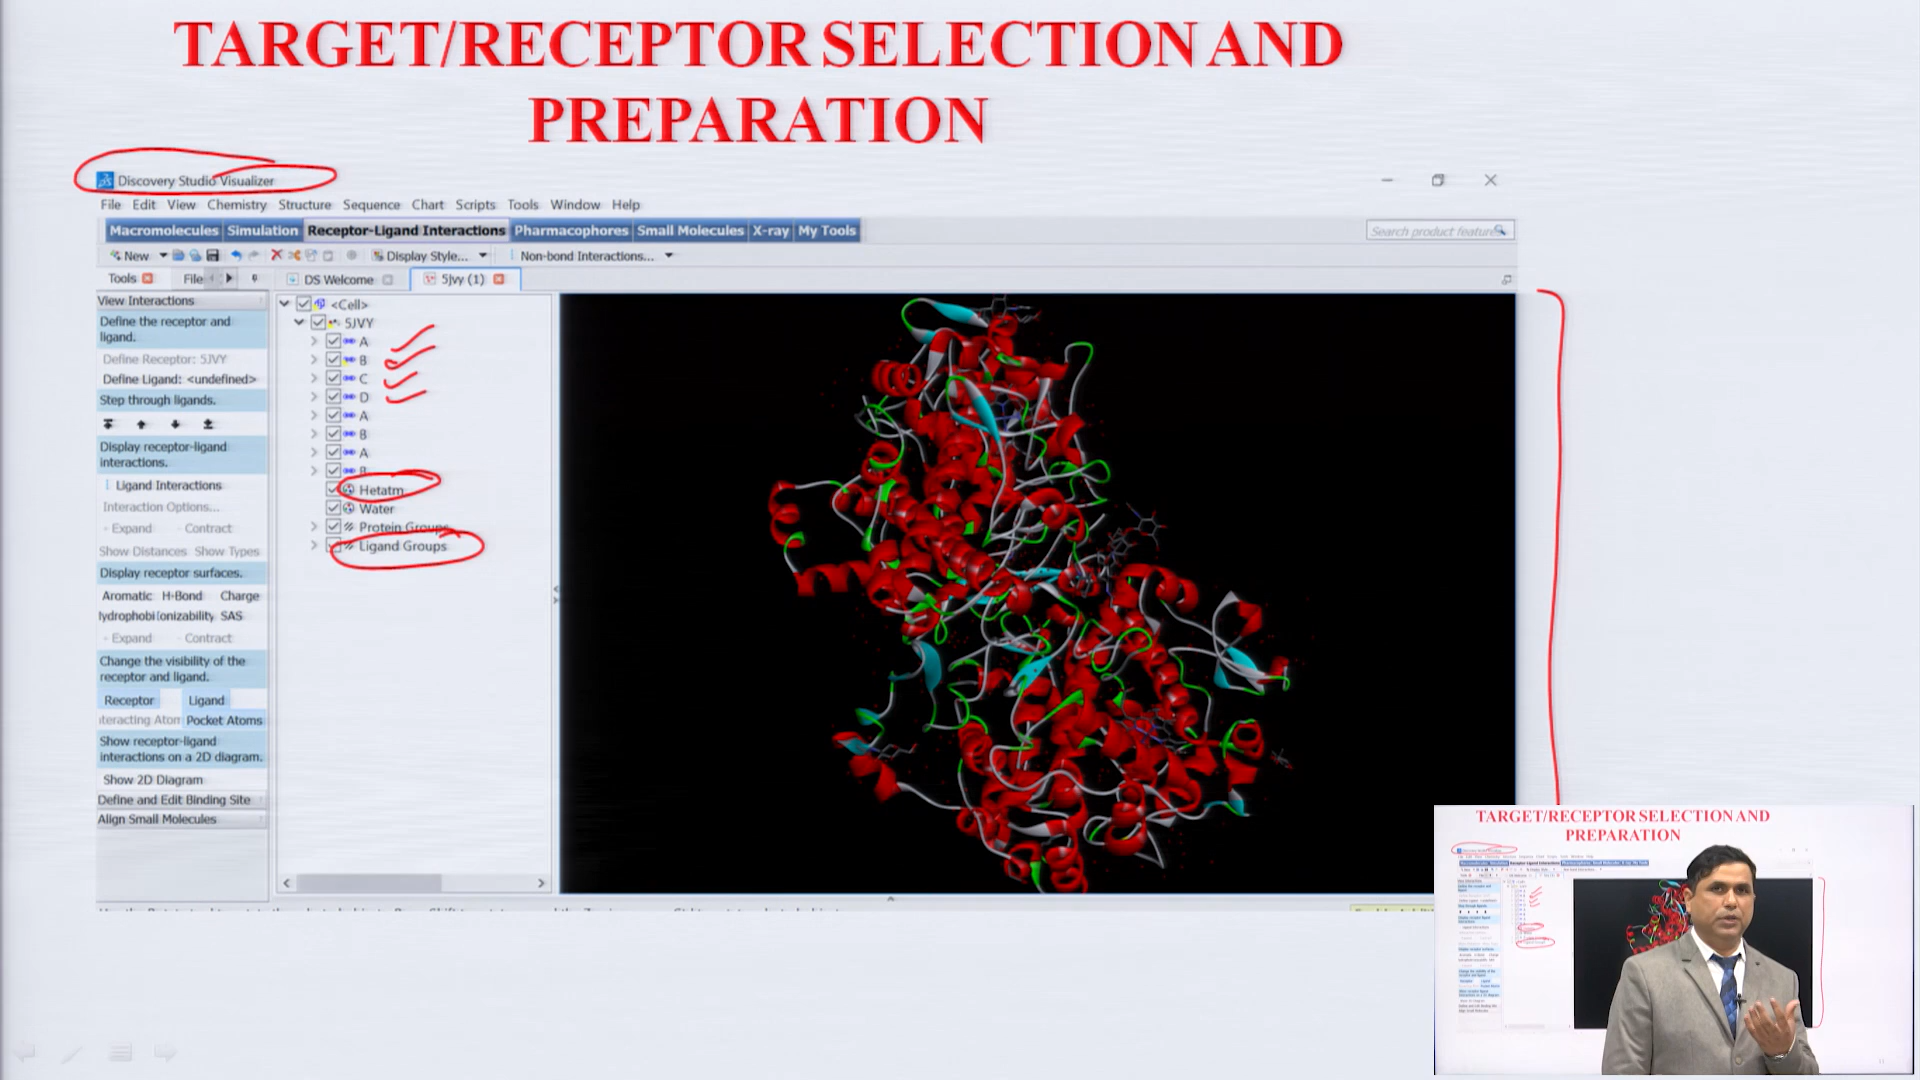 TARGET/RECEPTOR SELECTION AND
PREPARATION
Discovery Studio Visualizer
File Edit View Chemistry Structure Sequence Chart Scripts Tools Window Help
Macromolecules Simulation Receptor-Ligand Interactions Pharmacophores Small Molecules X-ray My Tools
Search product features
New Display Style... Non-bond Interactions...
Tools File DS Welcome 5jvy (1)
View Interactions
Define the receptor and
ligand.
Define Receptor: 5JVY
Define Ligand: <undefined>
Step through ligands.
Display receptor-ligand
interactions.
Ligand Interactions
Interaction Options...
+ Expand - Contract
Show Distances Show Types
Display receptor surfaces.
Aromatic H-Bond Charge
Ionizability SAS
+ Expand - Contract
Change the visibility of the
receptor and ligand.
Receptor Ligand
Pocket Atoms
Show receptor-ligand
interactions on a 2D diagram.
Show 2D Diagram
Define and Edit Binding Site
Align Small Molecules
<Cell>
5JVY
A
B
C
D
A
B
A
B
Hetatm
Water
Protein Groups
Ligand Groups
TARGET/RECEPTOR SELECTION AND
PREPARATION